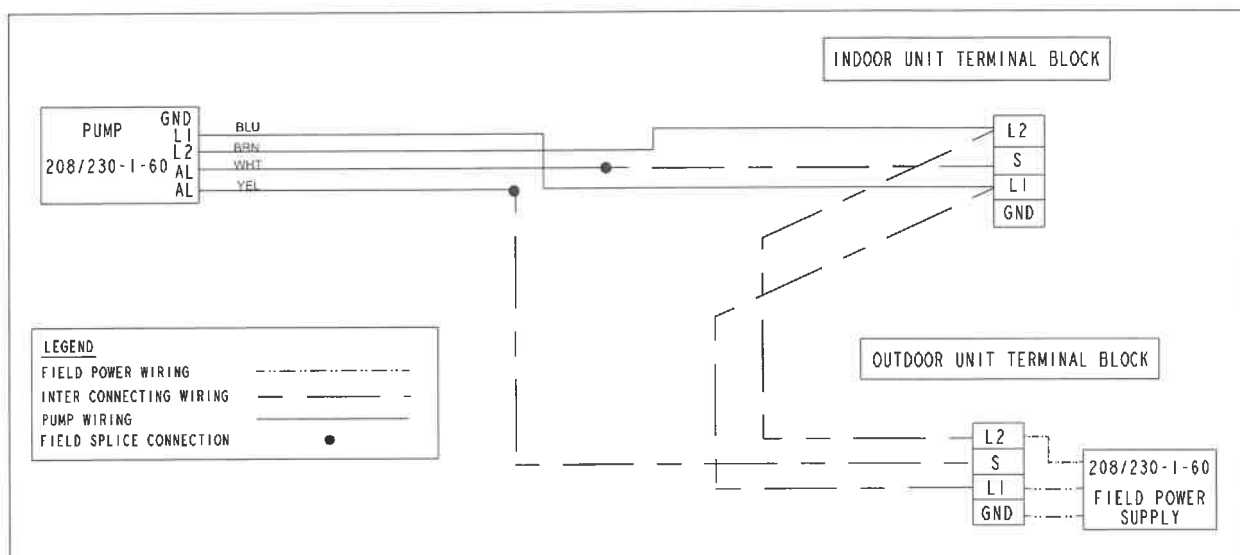 INDOOR UNIT TERMINAL BLOCK
PUMP
208/230-1-60
GND
L1
L2
AL
AL
BLU
BRN
WHT
YEL
L2
S
L1
GND
LEGEND
FIELD POWER WIRING
INTER CONNECTING WIRING
PUMP WIRING
FIELD SPLICE CONNECTION
OUTDOOR UNIT TERMINAL BLOCK
L2
S
L1
GND
208/230-1-60
FIELD POWER
SUPPLY